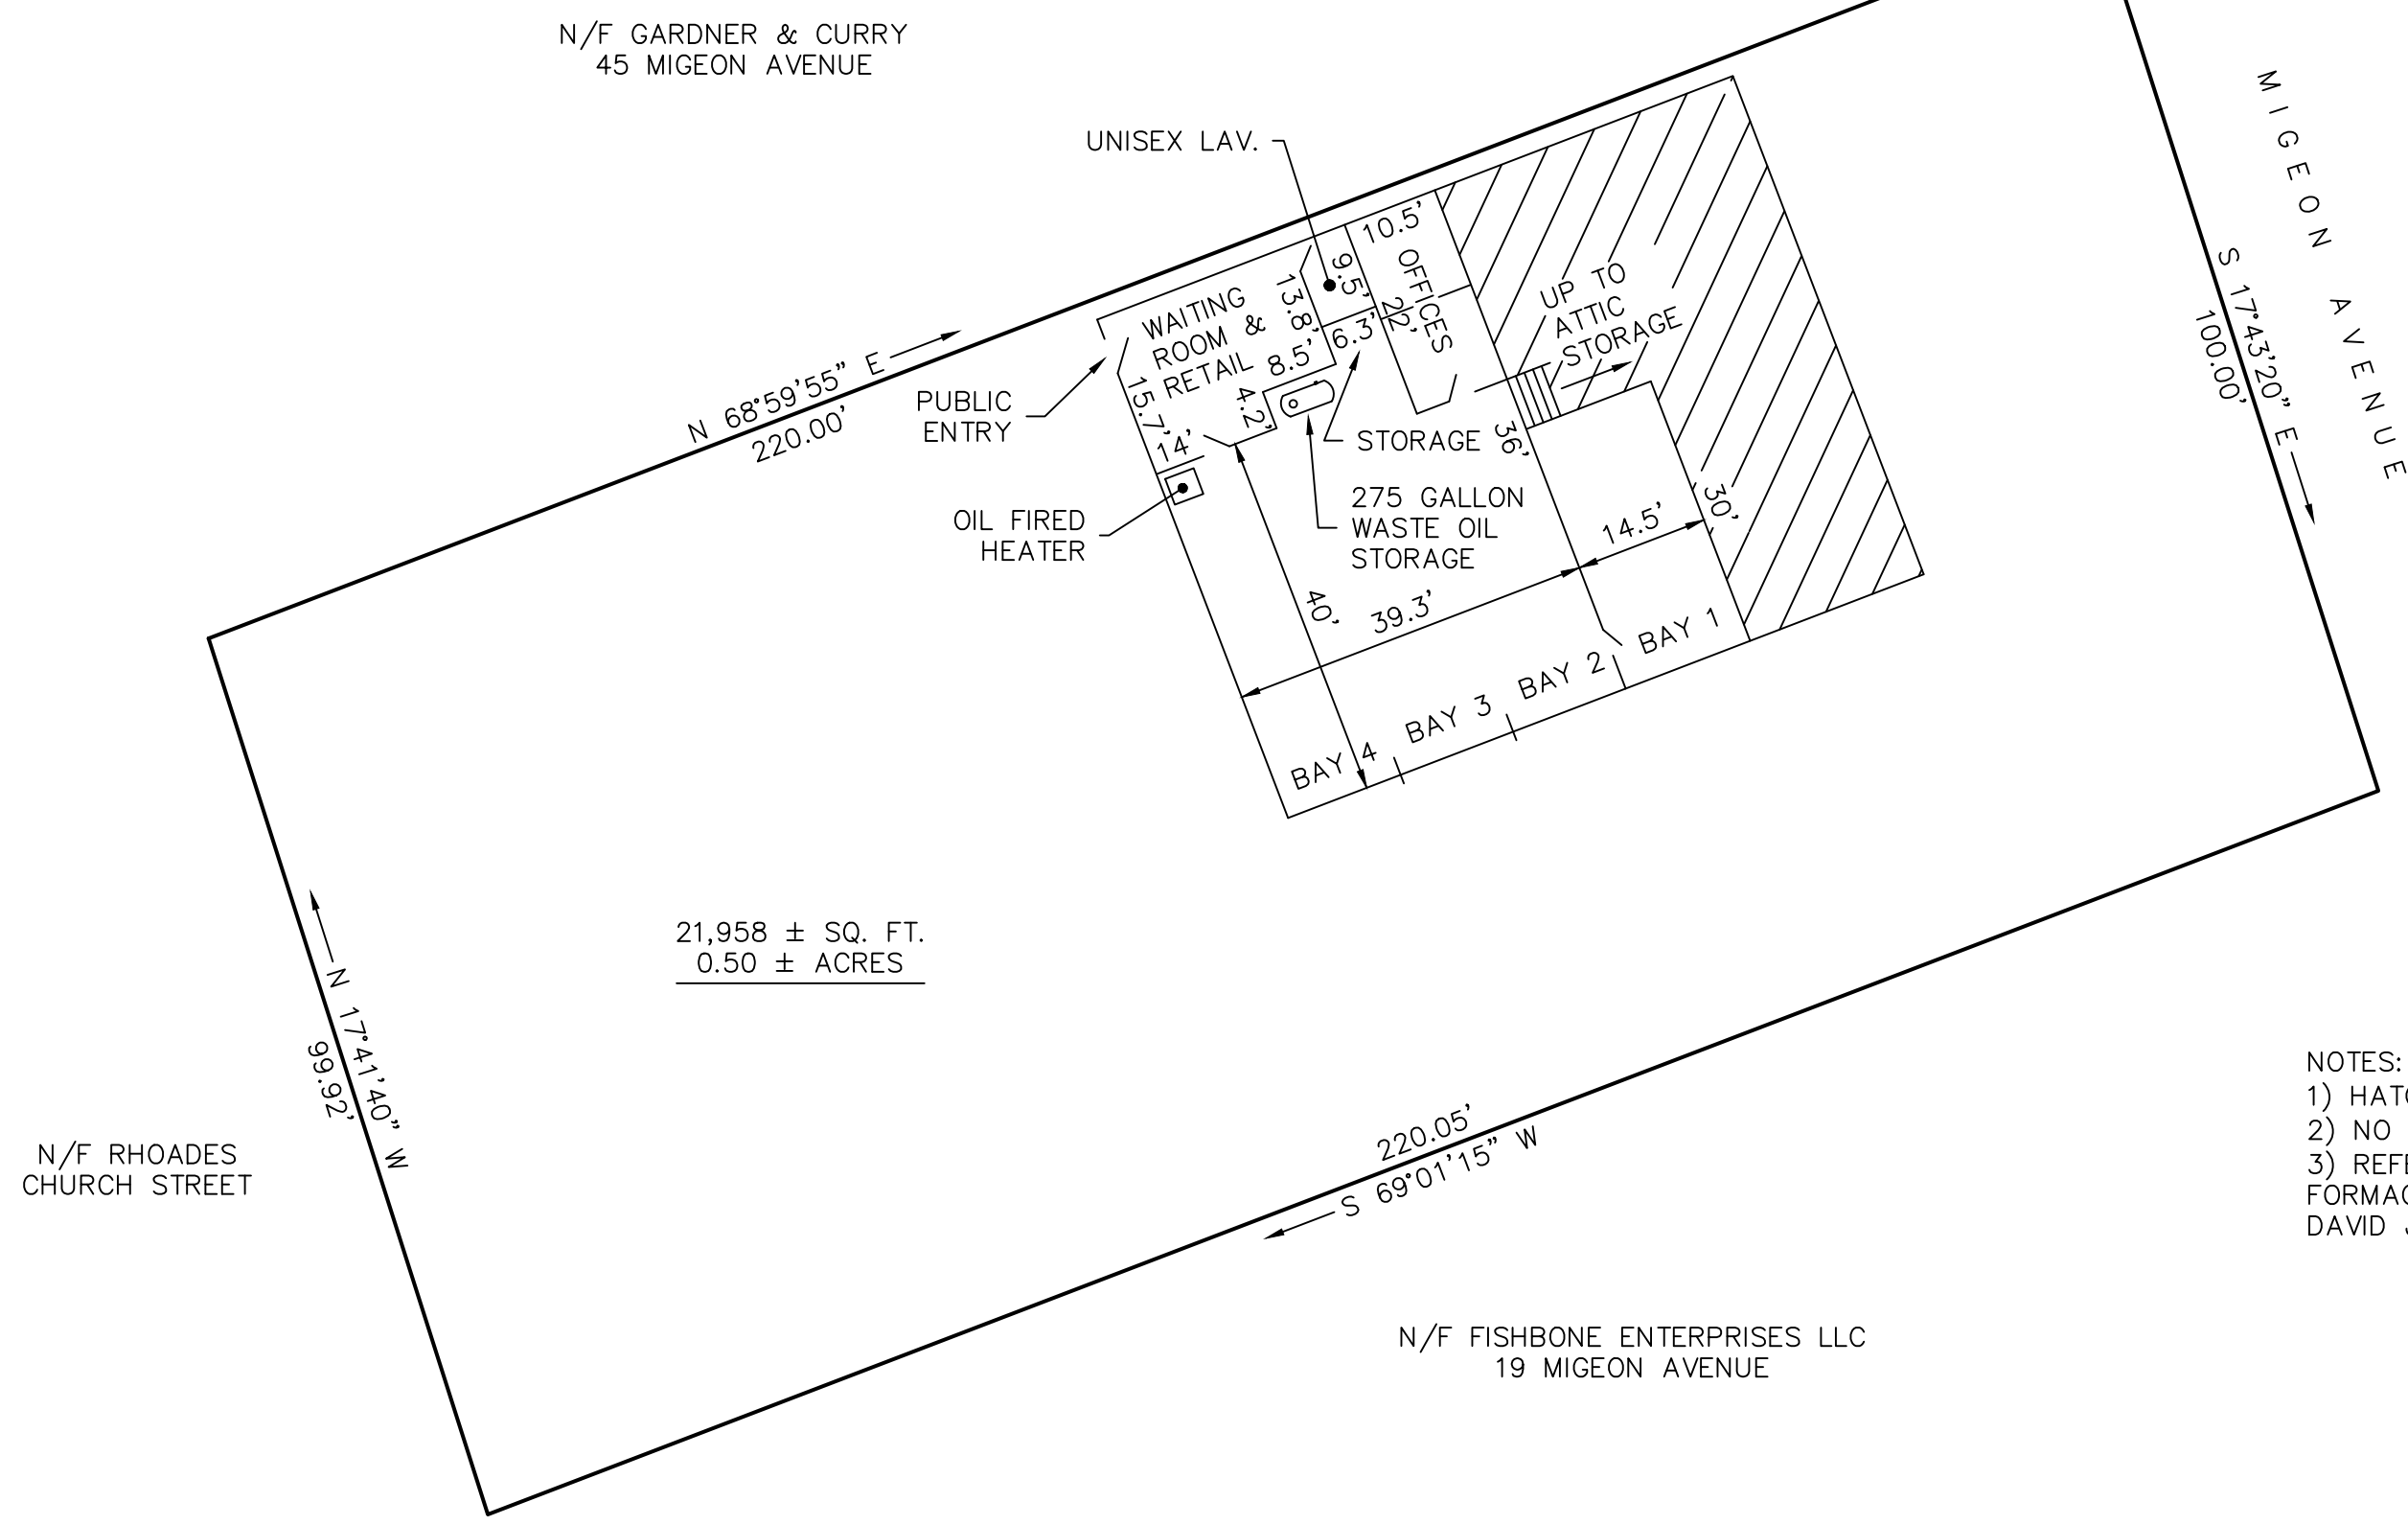 N/F GARDNER & CURRY
45 MIGEON AVENUE
MIGEON AVENUE
UNISEX LAV.
10.5'
OFFICES
9.5'
22'
13.8'
6.3'
WAITING
ROOM &
RETAIL
8.5'
4.2'
15.7'
14'
UP TO
ATTIC
STORAGE
S 17°43'20" E
100.00'
N 68°59'55" E
220.00'
PUBLIC
ENTRY
STORAGE
36'
275 GALLON
WASTE OIL
STORAGE
OIL FIRED
HEATER
30'
14.5'
40'
39.3'
BAY 1
BAY 2
BAY 3
BAY 4
21,958 ± SQ. FT.
0.50 ± ACRES
N 17°41'40" W
99.92'
N/F RHOADES
CHURCH STREET
220.05'
S 69°01'15" W
NOTES:
1) HAT
2) NO
3) REF
FORMA
DAVID
N/F FISHBONE ENTERPRISES LLC
19 MIGEON AVENUE